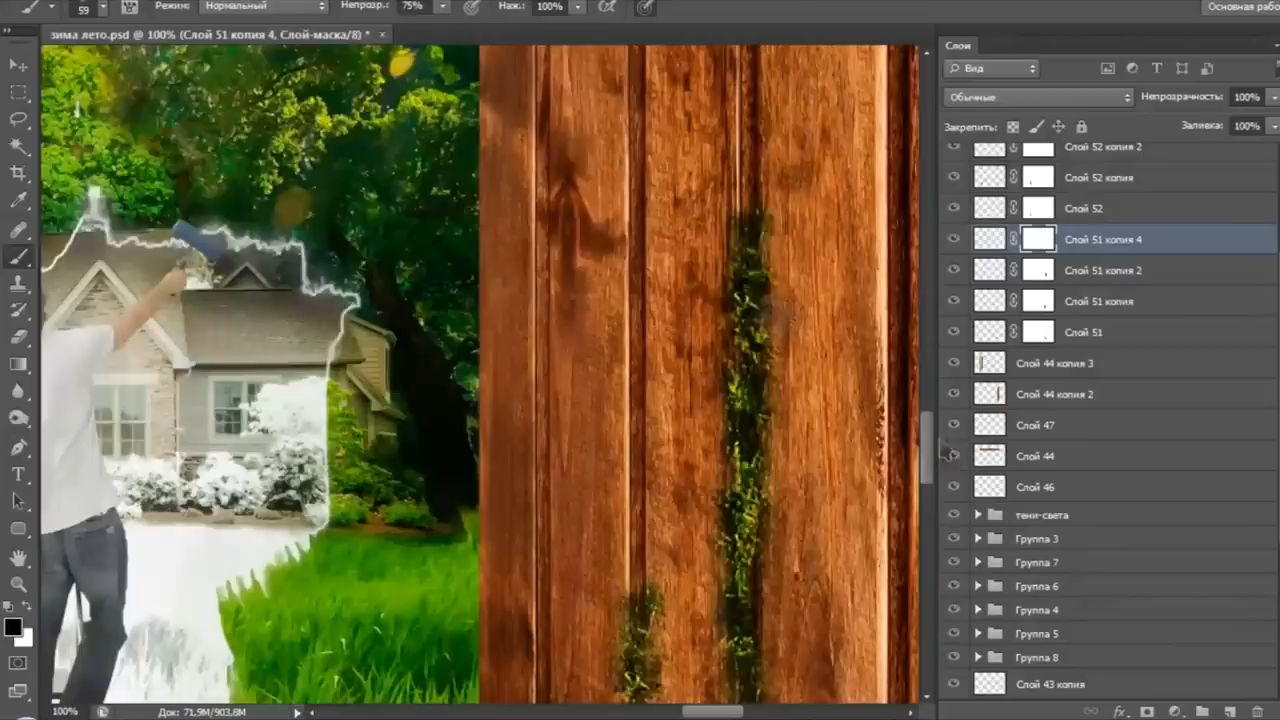 59 Режим: Нормальный Непрозр.: 75% Наж.: 100% Основная рабо
зима лето.psd @ 100% (Слой 51 копия 4, Слой-маска/8) * ×
Слои
Вид
Обычные Непрозрачность: 100%
Закрепить: Заливка: 100%
Слой 52 копия 2
Слой 52 копия
Слой 52
Слой 51 копия 4
Слой 51 копия 2
Слой 51 копия
Слой 51
Слой 44 копия 3
Слой 44 копия 2
Слой 47
Слой 44
Слой 46
тени-света
Группа 3
Группа 7
Группа 6
Группа 4
Группа 5
Группа 8
Слой 43 копия
100% Док: 71,9M/903,8M
fx